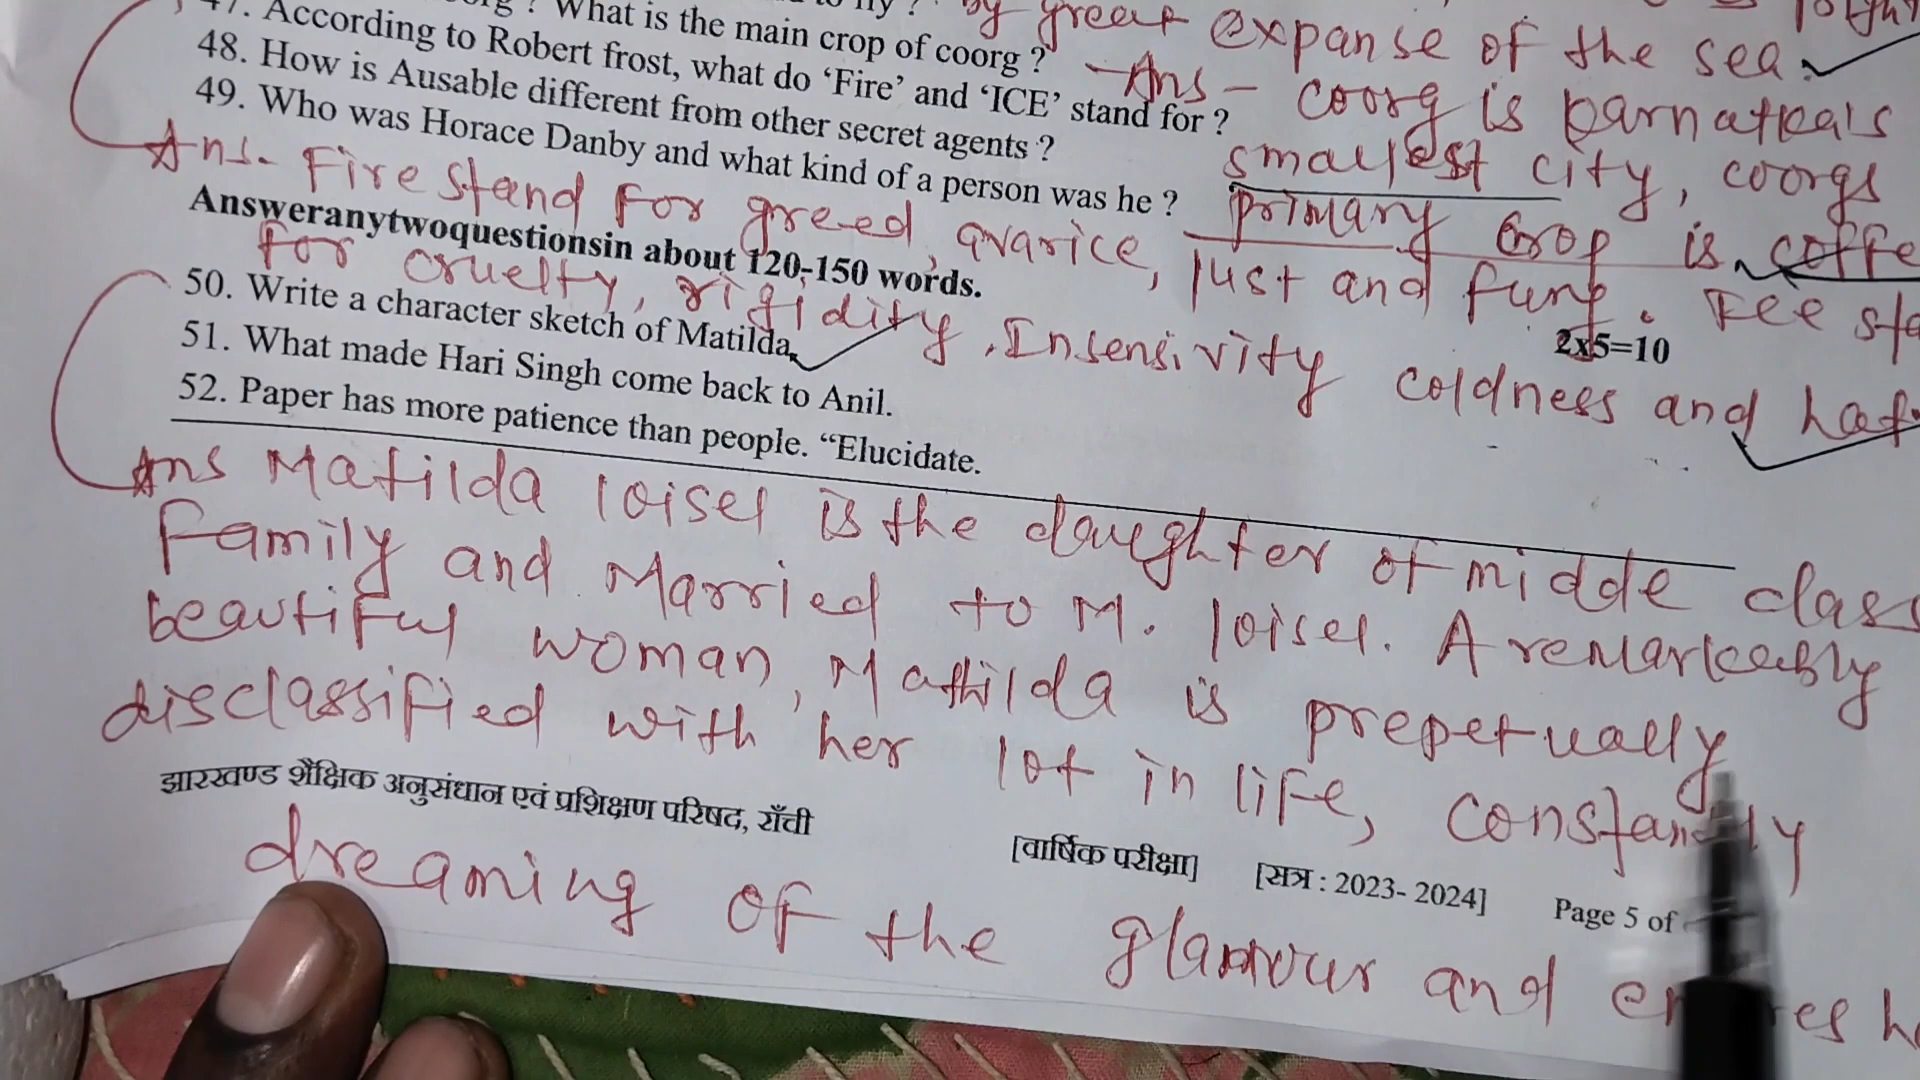 What is the main crop of coorg ?
by great expanse of the sea.
47. According to Robert frost, what do ‘Fire’ and ‘ICE’ stand for ?
Ans – coorg is
48. How is Ausable different from other secret agents ?
smallest city, coorgs
49. Who was Horace Danby and what kind of a person was he ?
primary crop is coffe
Ans. Fire stand for greed, avarice, lust and
Answeranytwoquestionsin about 120-150 words.
for cruelty, rigidity, Insensivity coldness and
2x5=10
50. Write a character sketch of Matilda.
51. What made Hari Singh come back to Anil.
52. Paper has more patience than people. “Elucidate.
Ans Matilda loisel is the daughter of midde class
family and Married to M. loisel. A remarkeably
beautiful woman, Mathilda is prepetually
disclassified with her lot in life, constantly
झारखण्ड शैक्षिक अनुसंधान एवं प्रशिक्षण परिषद, राँची
[वार्षिक परीक्षा] [सत्र : 2023- 2024] Page 5 of
dreaming of the glamour and